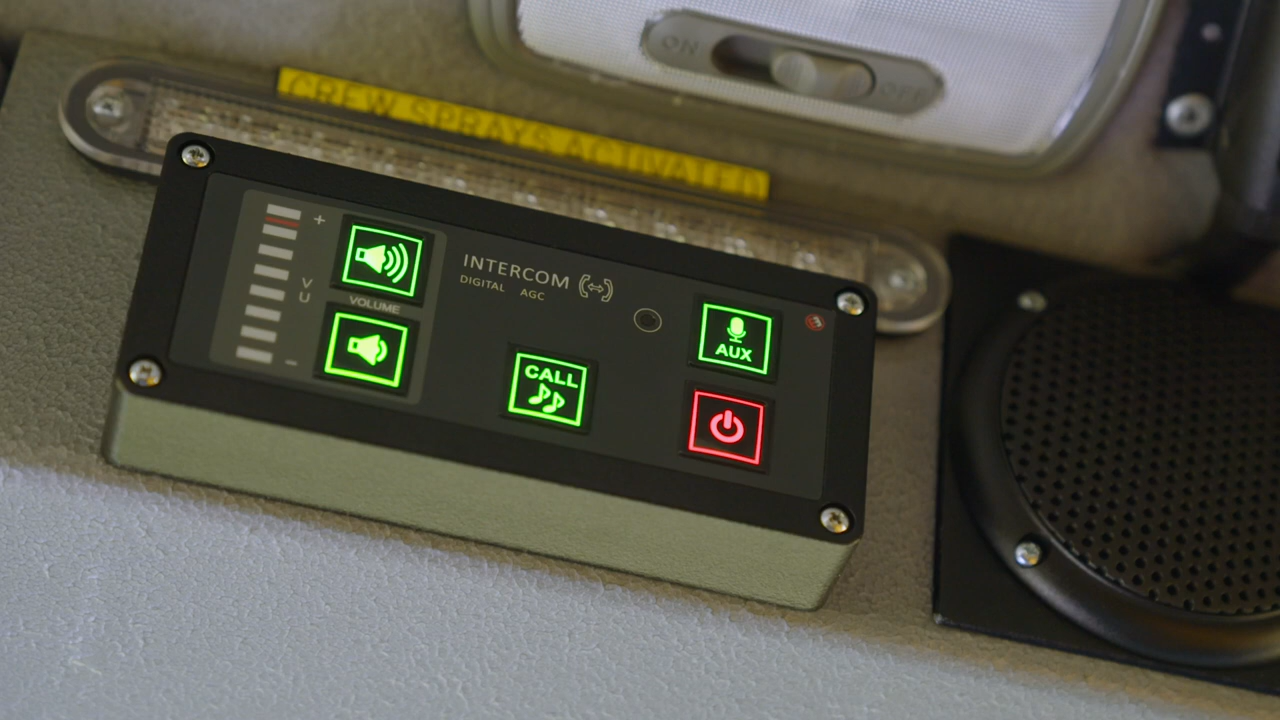 ON OFF
CREW SPRAYS ACTIVATED
+
VU
-
VOLUME
INTERCOM
DIGITAL AGC
CALL
AUX